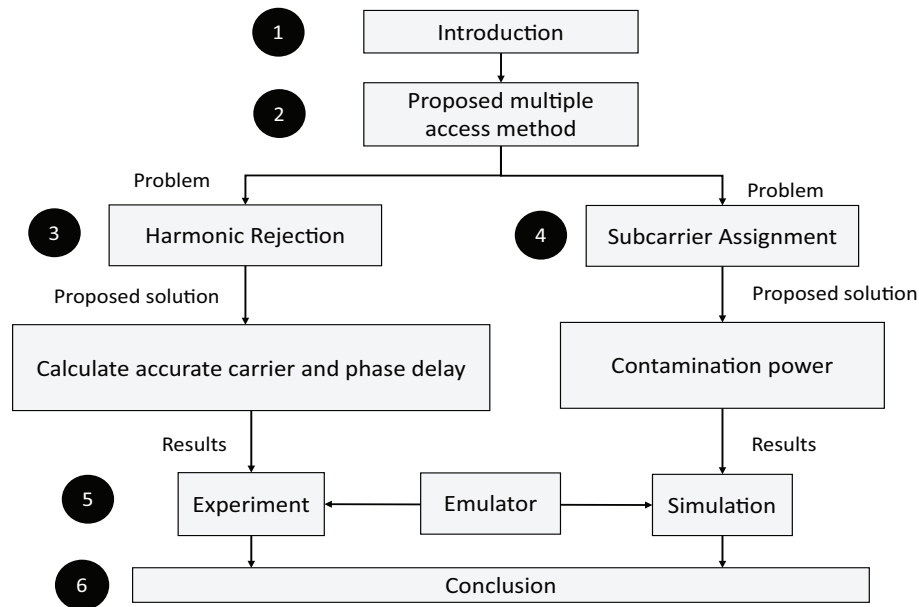 1
Introduction
2
Proposed multiple
access method
Problem
Problem
3
Harmonic Rejection
4
Subcarrier Assignment
Proposed solution
Proposed solution
Calculate accurate carrier and phase delay
Contamination power
Results
Results
5
Experiment
Emulator
Simulation
6
Conclusion